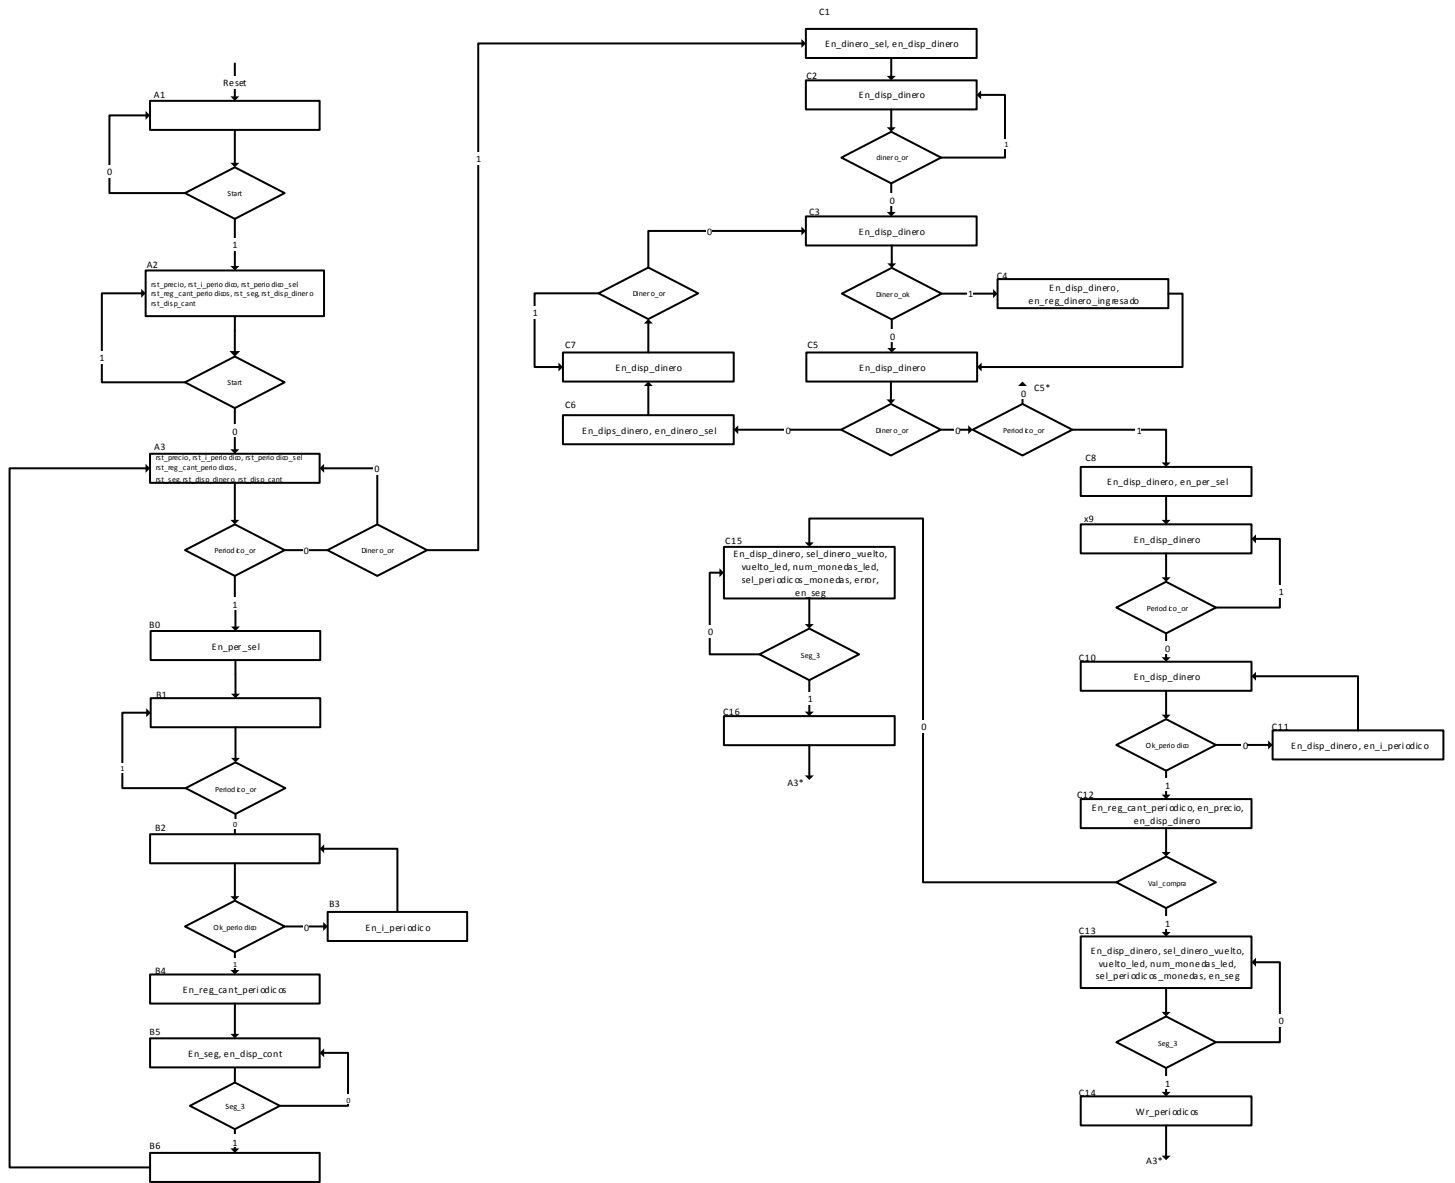 Reset
A1
0
Start
1
A2
rst_precio, rst_i_periodico, rst_periodico_sel
rst_reg_cant_periodicos, rst_seg, rst_disp_dinero
rst_disp_cant
1
Start
0
A3
rst_precio, rst_i_periodico, rst_periodico_sel
rst_reg_cant_periodicos,
rst_seg, rst_disp_dinero, rst_disp_cant
0
Periodico_or
0
Dinero_or
1
1
B0
En_per_sel
B1
1
Periodico_or
0
B2
Ok_periodico
0
B3
En_i_periodico
1
B4
En_reg_cant_periodicos
B5
En_seg, en_disp_cont
Seg_3
0
1
B6
C1
En_dinero_sel, en_disp_dinero
C2
En_disp_dinero
dinero_or
1
0
C3
En_disp_dinero
0
Dinero_or
1
Dinero_ok
1
C4
En_disp_dinero,
en_reg_dinero_ingresado
0
C7
En_disp_dinero
C5
En_disp_dinero
C6
En_dips_dinero, en_dinero_sel
0
Dinero_or
0
Periodico_or
0
C5*
1
C8
En_disp_dinero, en_per_sel
x9
En_disp_dinero
1
Periodico_or
0
C10
En_disp_dinero
Ok_periodico
0
C11
En_disp_dinero, en_i_periodico
1
C12
En_reg_cant_periodico, en_precio,
en_disp_dinero
Val_compra
0
1
C13
En_disp_dinero, sel_dinero_vuelto,
vuelto_led, num_monedas_led,
sel_periodicos_monedas, en_seg
0
Seg_3
1
C14
Wr_periodicos
A3*
C15
En_disp_dinero, sel_dinero_vuelto,
vuelto_led, num_monedas_led,
sel_periodicos_monedas, error,
en_seg
0
Seg_3
1
C16
A3*